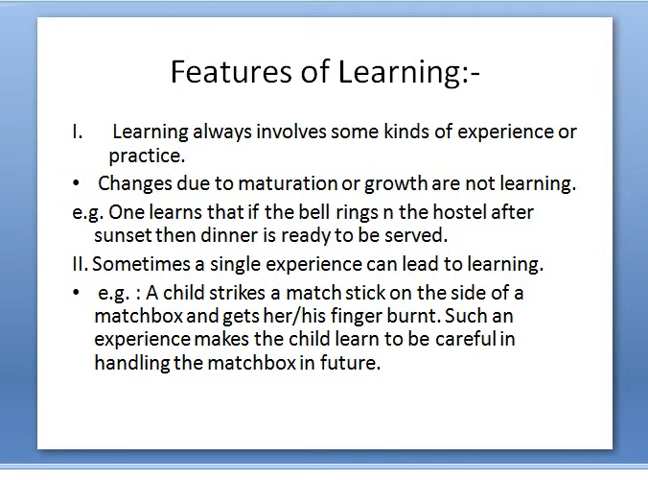 Features of Learning:-
I. Learning always involves some kinds of experience or
practice.
• Changes due to maturation or growth are not learning.
e.g. One learns that if the bell rings n the hostel after
sunset then dinner is ready to be served.
II. Sometimes a single experience can lead to learning.
• e.g. : A child strikes a match stick on the side of a
matchbox and gets her/his finger burnt. Such an
experience makes the child learn to be careful in
handling the matchbox in future.